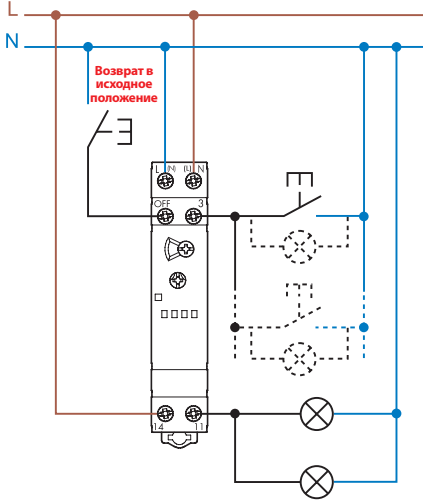 L
N
Возврат в
исходное
положение
L (N) (L) N
OFF 3
14 11